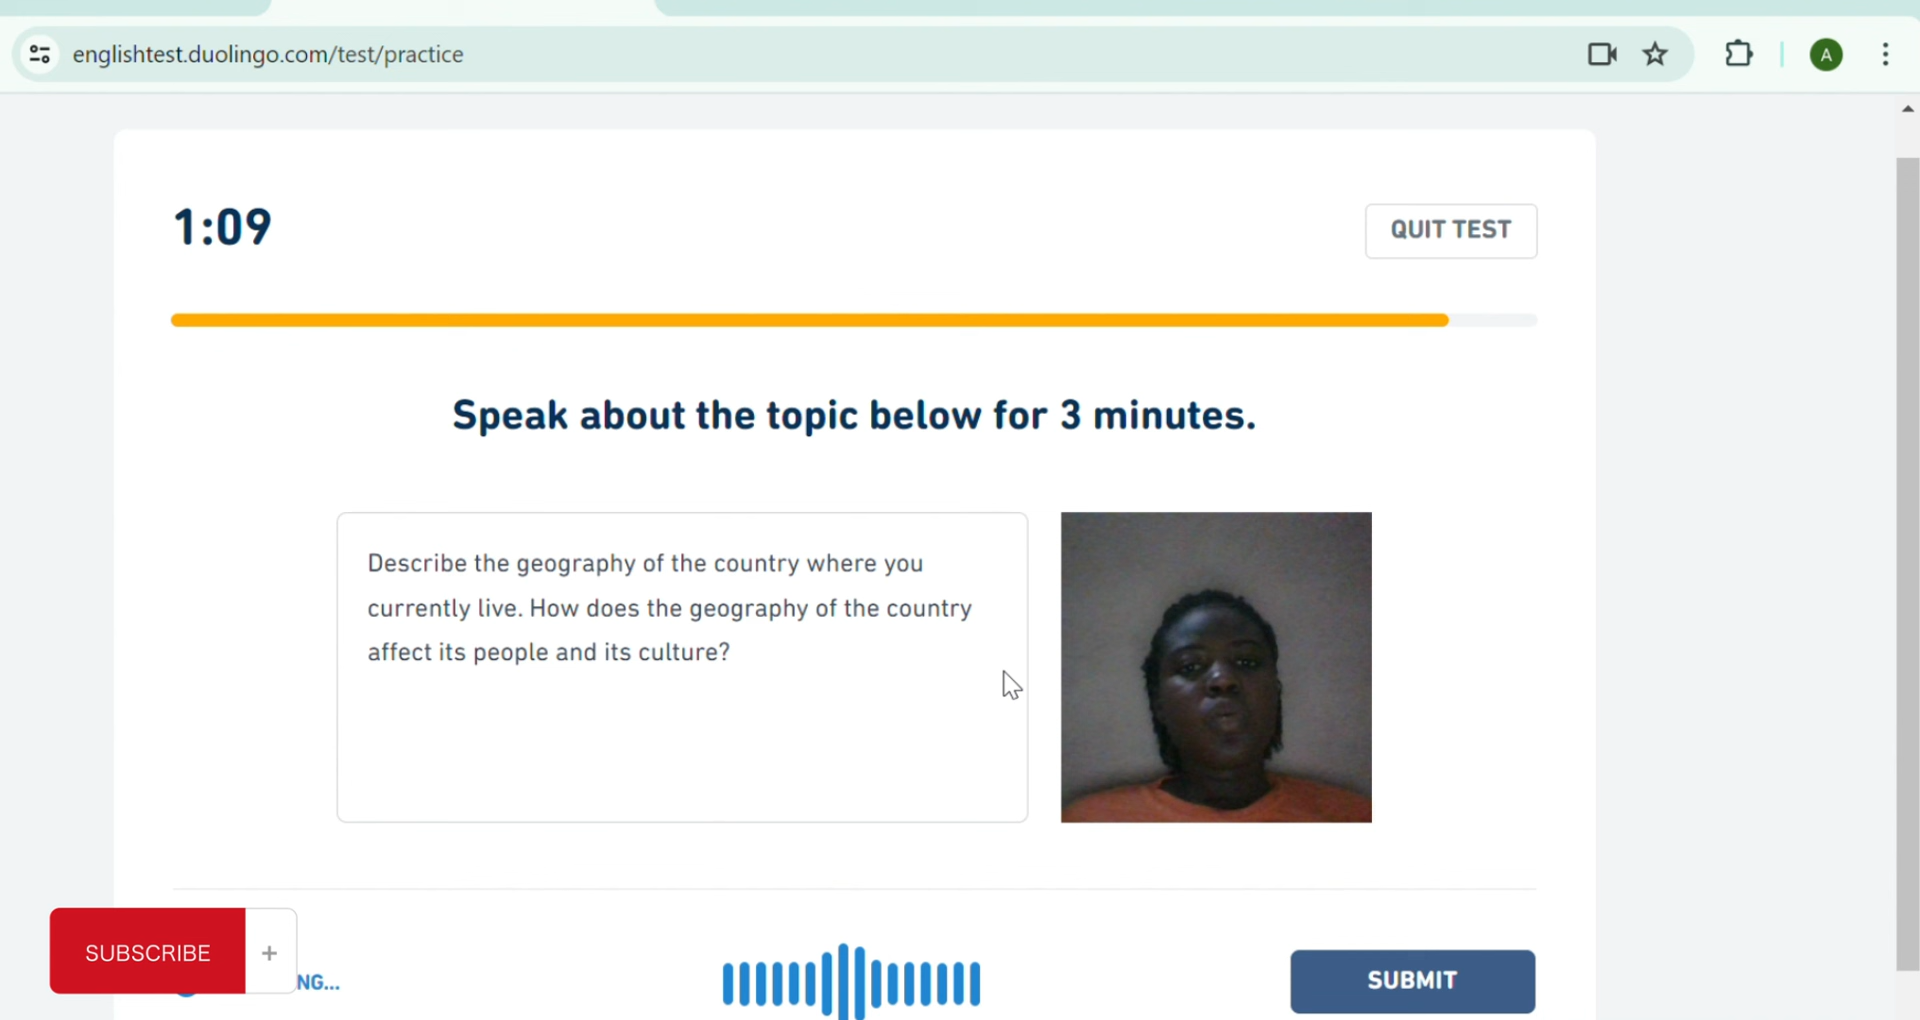 englishtest.duolingo.com/test/practice
A
1:09
QUIT TEST
Speak about the topic below for 3 minutes.
Describe the geography of the country where you
currently live. How does the geography of the country
affect its people and its culture?
SUBSCRIBE +
NG...
SUBMIT